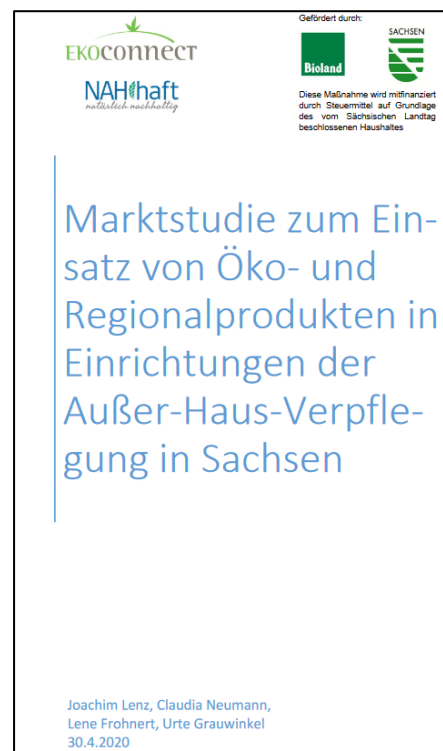 EKOCONNECT
NAHhaft
natürlich nachhaltig
Gefördert durch:
Bioland
SACHSEN
Diese Maßnahme wird mitfinanziert
durch Steuermittel auf Grundlage
des vom Sächsischen Landtag
beschlossenen Haushaltes
Marktstudie zum Ein-
satz von Öko- und
Regionalprodukten in
Einrichtungen der
Außer-Haus-Verpfle-
gung in Sachsen
Joachim Lenz, Claudia Neumann,
Lene Frohnert, Urte Grauwinkel
30.4.2020